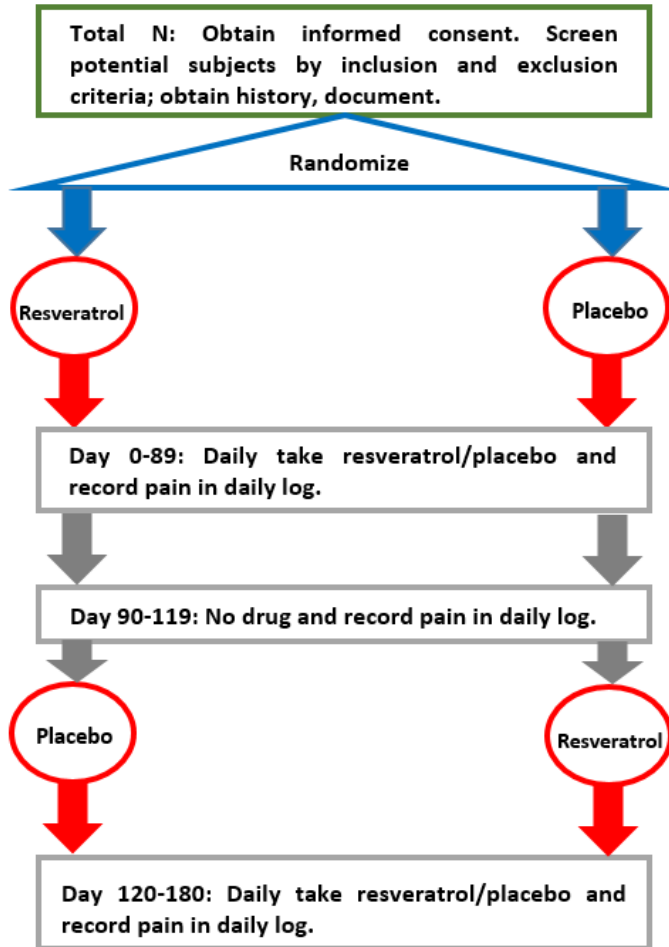 Total N: Obtain informed consent. Screen
potential subjects by inclusion and exclusion
criteria; obtain history, document.
Randomize
Resveratrol
Placebo
Day 0-89: Daily take resveratrol/placebo and
record pain in daily log.
Day 90-119: No drug and record pain in daily log.
Placebo
Resveratrol
Day 120-180: Daily take resveratrol/placebo and
record pain in daily log.